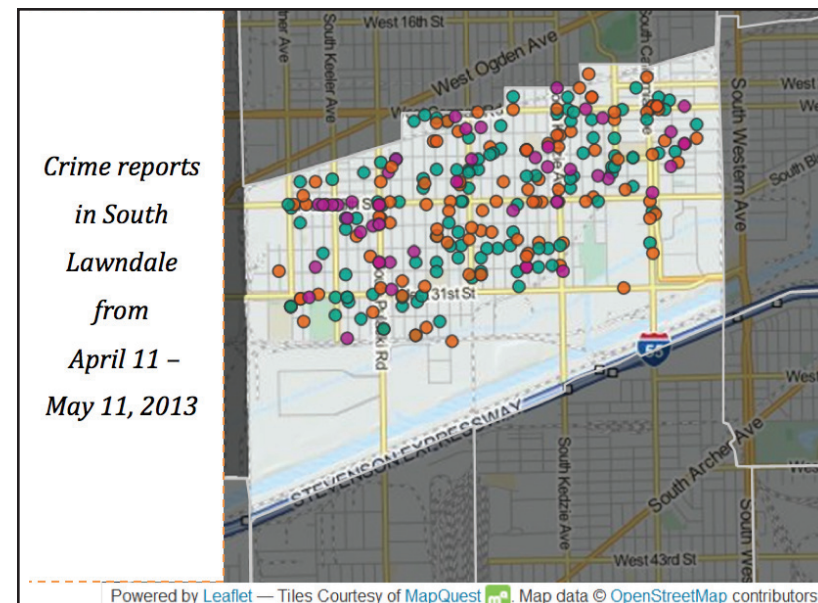 Crime reports
in South
Lawndale
from
April 11 –
May 11, 2013
West 16th St
South Keeler Ave
West Ogden Ave
South Western Ave
31st St
Rd
55
STEVENSON EXPRESSWAY
South Kedzie Ave
South Archer Ave
West
West 43rd St
Powered by Leaflet — Tiles Courtesy of MapQuest . Map data © OpenStreetMap contributors